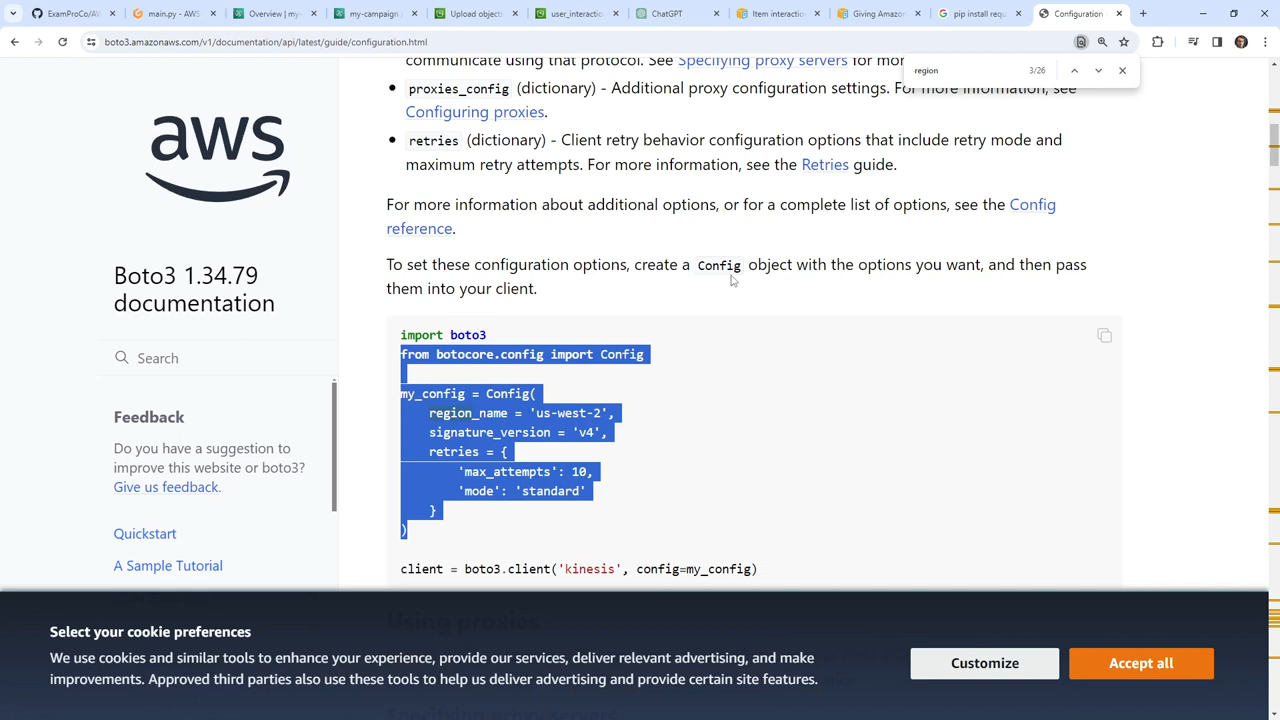 ExamProCo/AW
main.py - AWS
Overview | my-
my-campaign |
Upload object
user_interactio
ChatGPT
Item interactio
Giving Amazon
pip install requ
Configuration
boto3.amazonaws.com/v1/documentation/api/latest/guide/configuration.html
region
3/26
communicate using that protocol. See Specifying proxy servers for more
proxies_config (dictionary) - Additional proxy configuration settings. For more information, see
Configuring proxies.
retries (dictionary) - Client retry behavior configuration options that include retry mode and
maximum retry attempts. For more information, see the Retries guide.
For more information about additional options, or for a complete list of options, see the Config
reference.
To set these configuration options, create a Config object with the options you want, and then pass
them into your client.
import boto3
from botocore.config import Config
my_config = Config(
region_name = 'us-west-2',
signature_version = 'v4',
retries = {
'max_attempts': 10,
'mode': 'standard'
}
)
client = boto3.client('kinesis', config=my_config)
Using proxies
Specifying proxy servers
aws
Boto3 1.34.79
documentation
Search
Feedback
Do you have a suggestion to
improve this website or boto3?
Give us feedback.
Quickstart
A Sample Tutorial
Select your cookie preferences
We use cookies and similar tools to enhance your experience, provide our services, deliver relevant advertising, and make
improvements. Approved third parties also use these tools to help us deliver advertising and provide certain site features.
Customize
Accept all